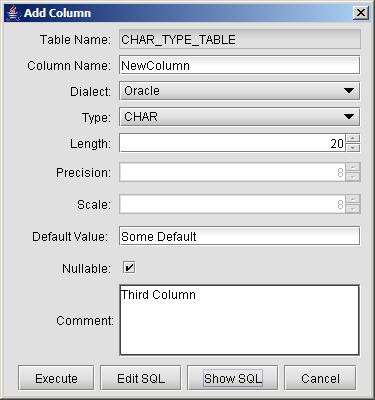 Add Column
Table Name: CHAR_TYPE_TABLE
Column Name: NewColumn
Dialect: Oracle
Type: CHAR
Length: 20
Precision: 8
Scale: 8
Default Value: Some Default
Nullable:
Comment: Third Column
Execute Edit SQL Show SQL Cancel